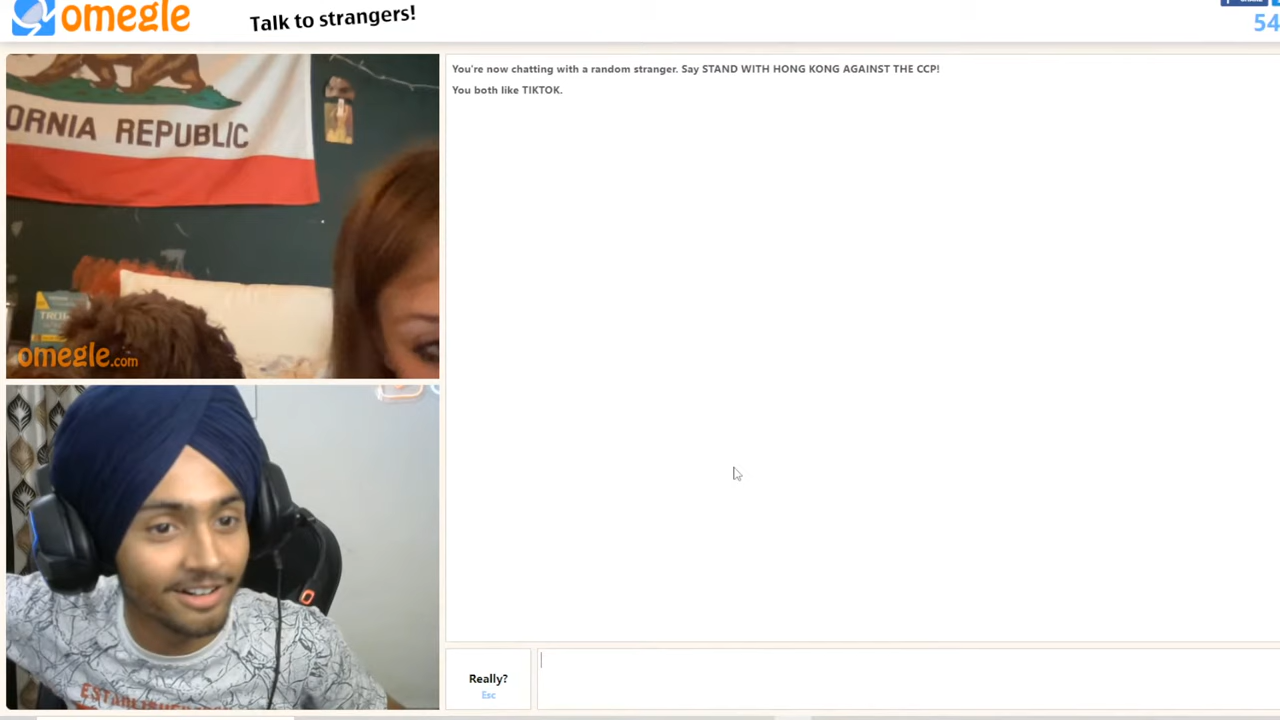 omegle
Talk to strangers!
54
ORNIA REPUBLIC
omegle.com
You're now chatting with a random stranger. Say STAND WITH HONG KONG AGAINST THE CCP!
You both like TIKTOK.
Really?
Esc